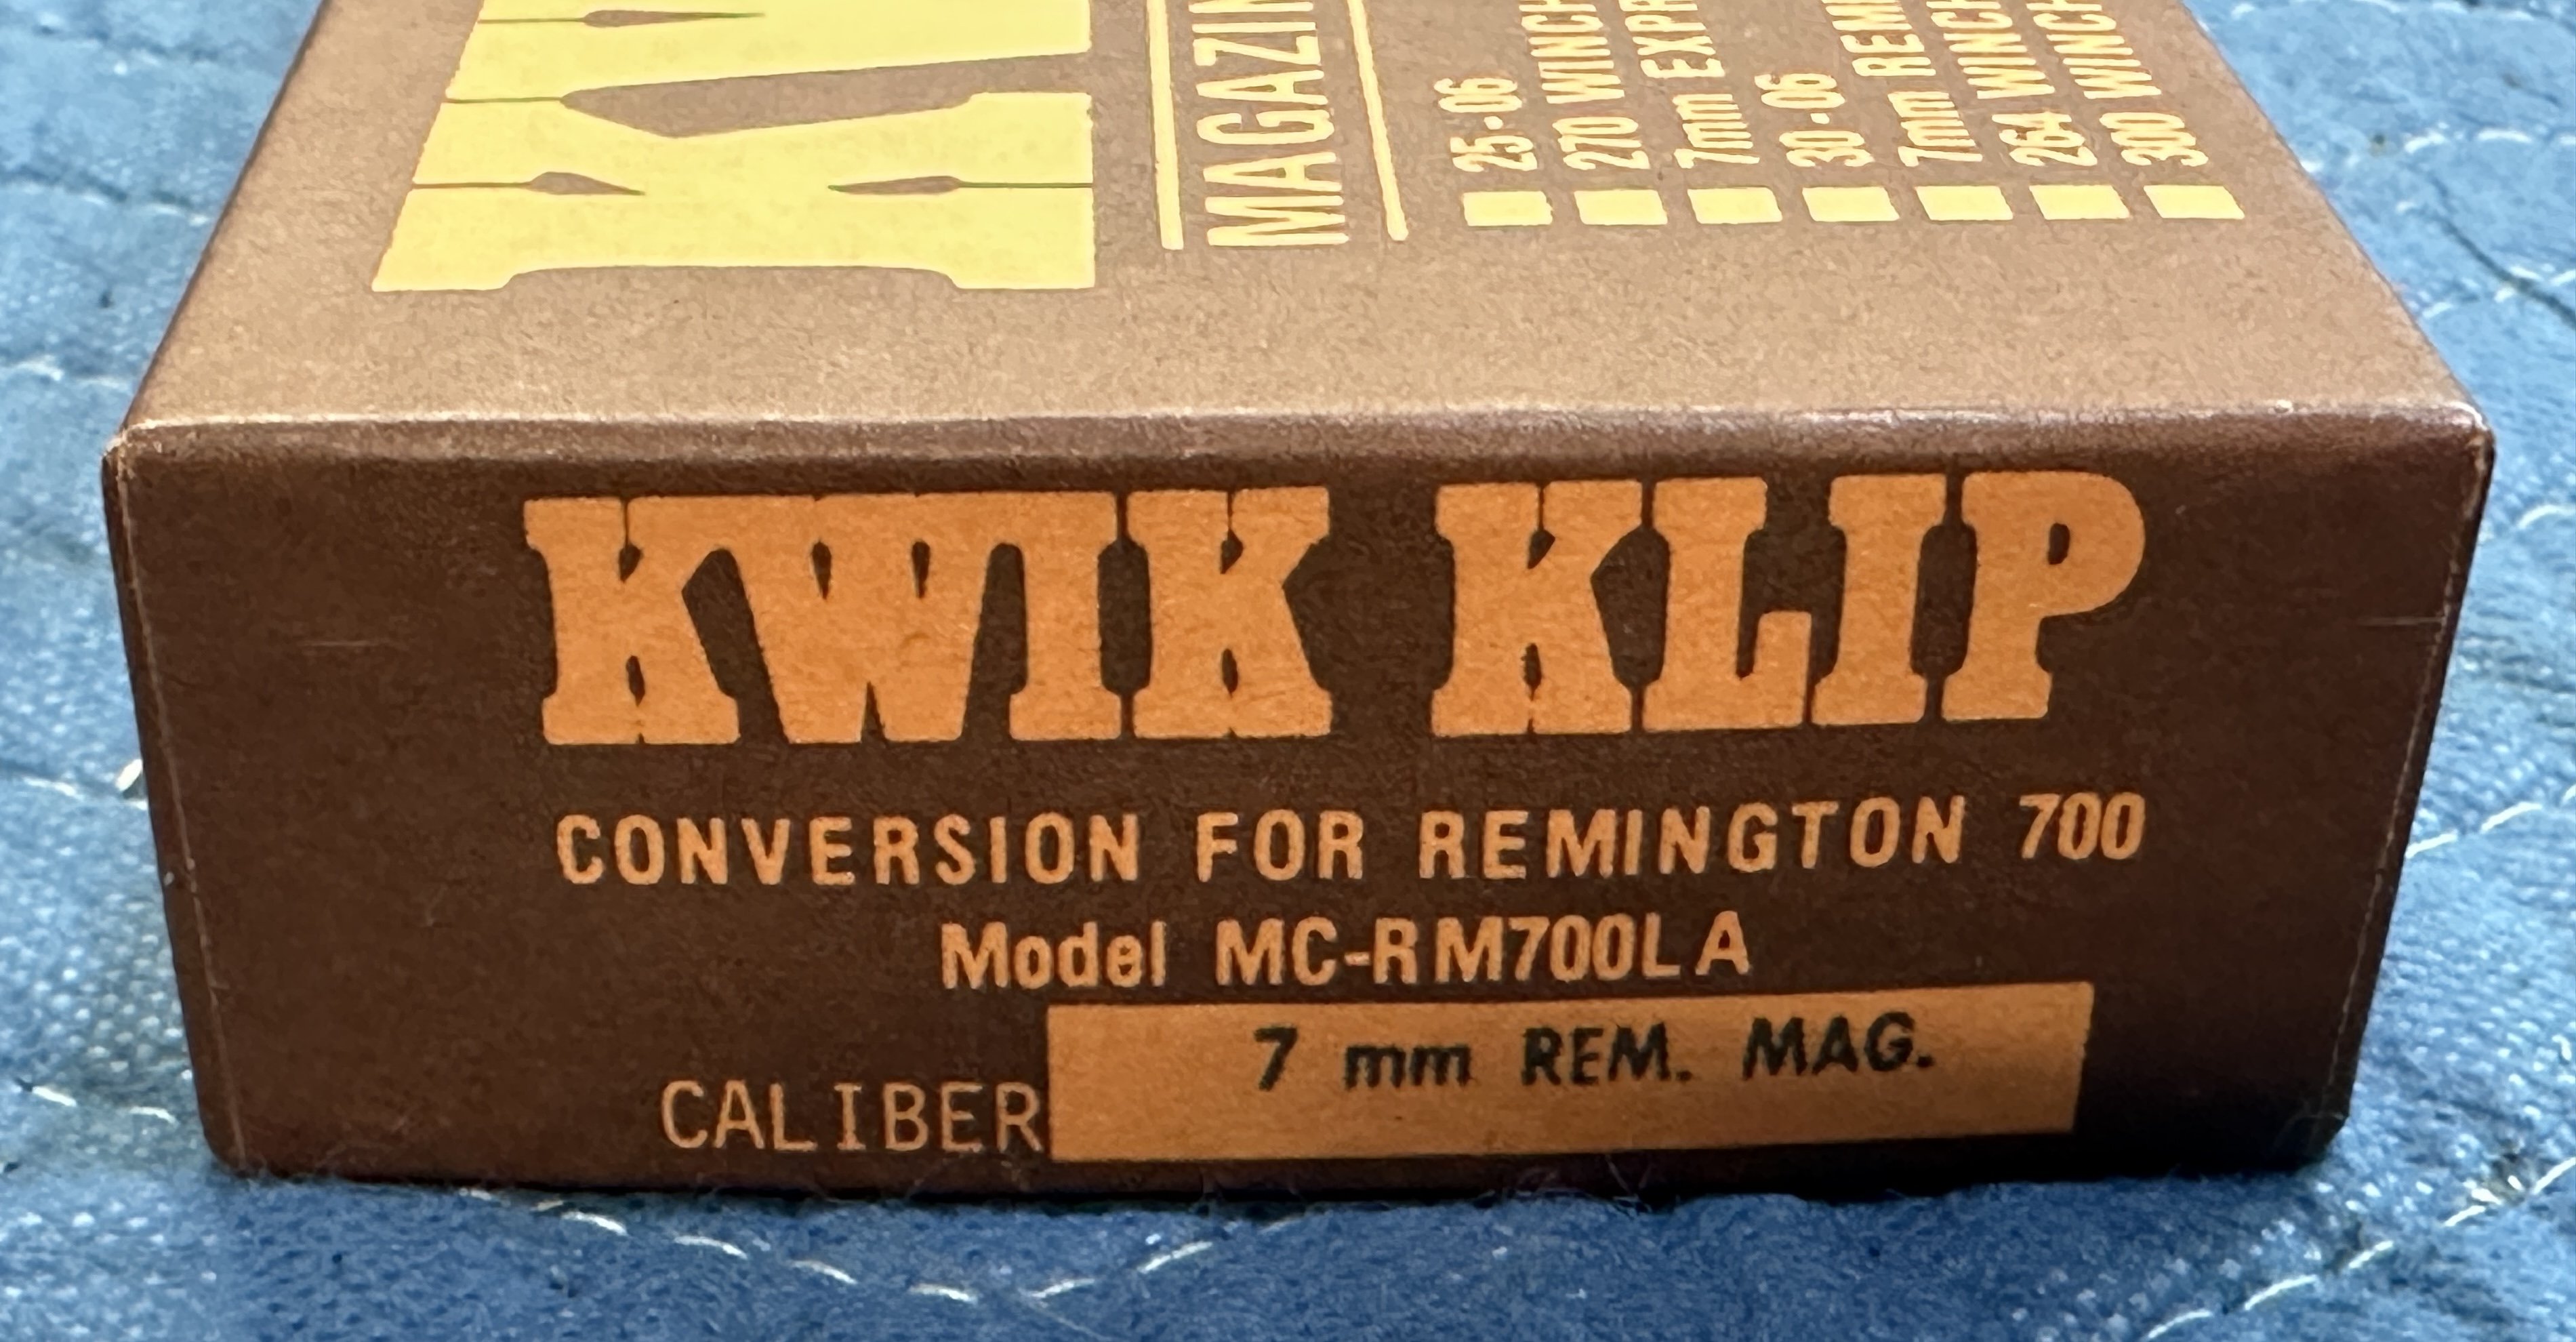 K
MAGAZIN
25-06
270 WINCH
7mm EXPR
30-06
7mm REM
264 WINCH
300 WINCH
KWIK KLIP
CONVERSION FOR REMINGTON 700
Model MC-RM700LA
CALIBER 7 mm REM. MAG.